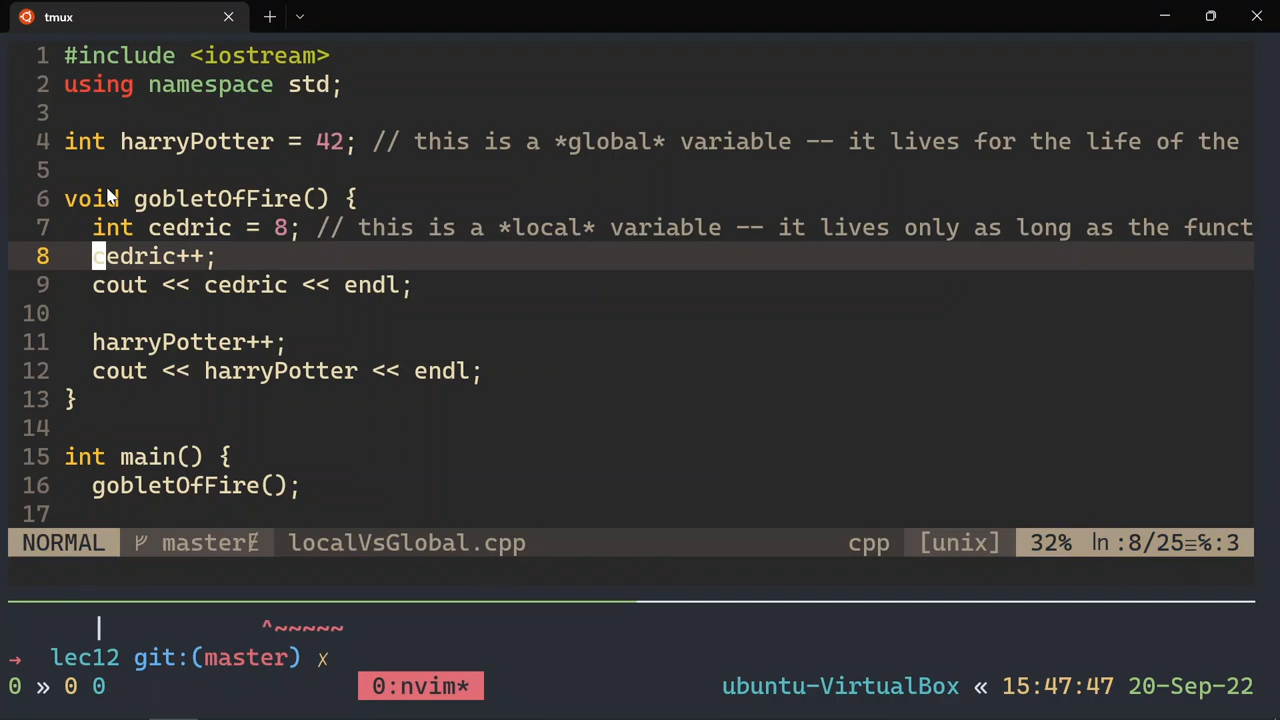 tmux
1 #include <iostream>
2 using namespace std;
3
4 int harryPotter = 42; // this is a *global* variable -- it lives for the life of the
5
6 void gobletOfFire() {
7 int cedric = 8; // this is a *local* variable -- it lives only as long as the funct
8 cedric++;
9 cout << cedric << endl;
10
11 harryPotter++;
12 cout << harryPotter << endl;
13 }
14
15 int main() {
16 gobletOfFire();
17
NORMAL master localVsGlobal.cpp cpp [unix] 32% ln :8/25≡℅:3
| ^~~~~~
→ lec12 git:(master) ✗
0 » 0 0 0:nvim* ubuntu-VirtualBox « 15:47:47 20-Sep-22